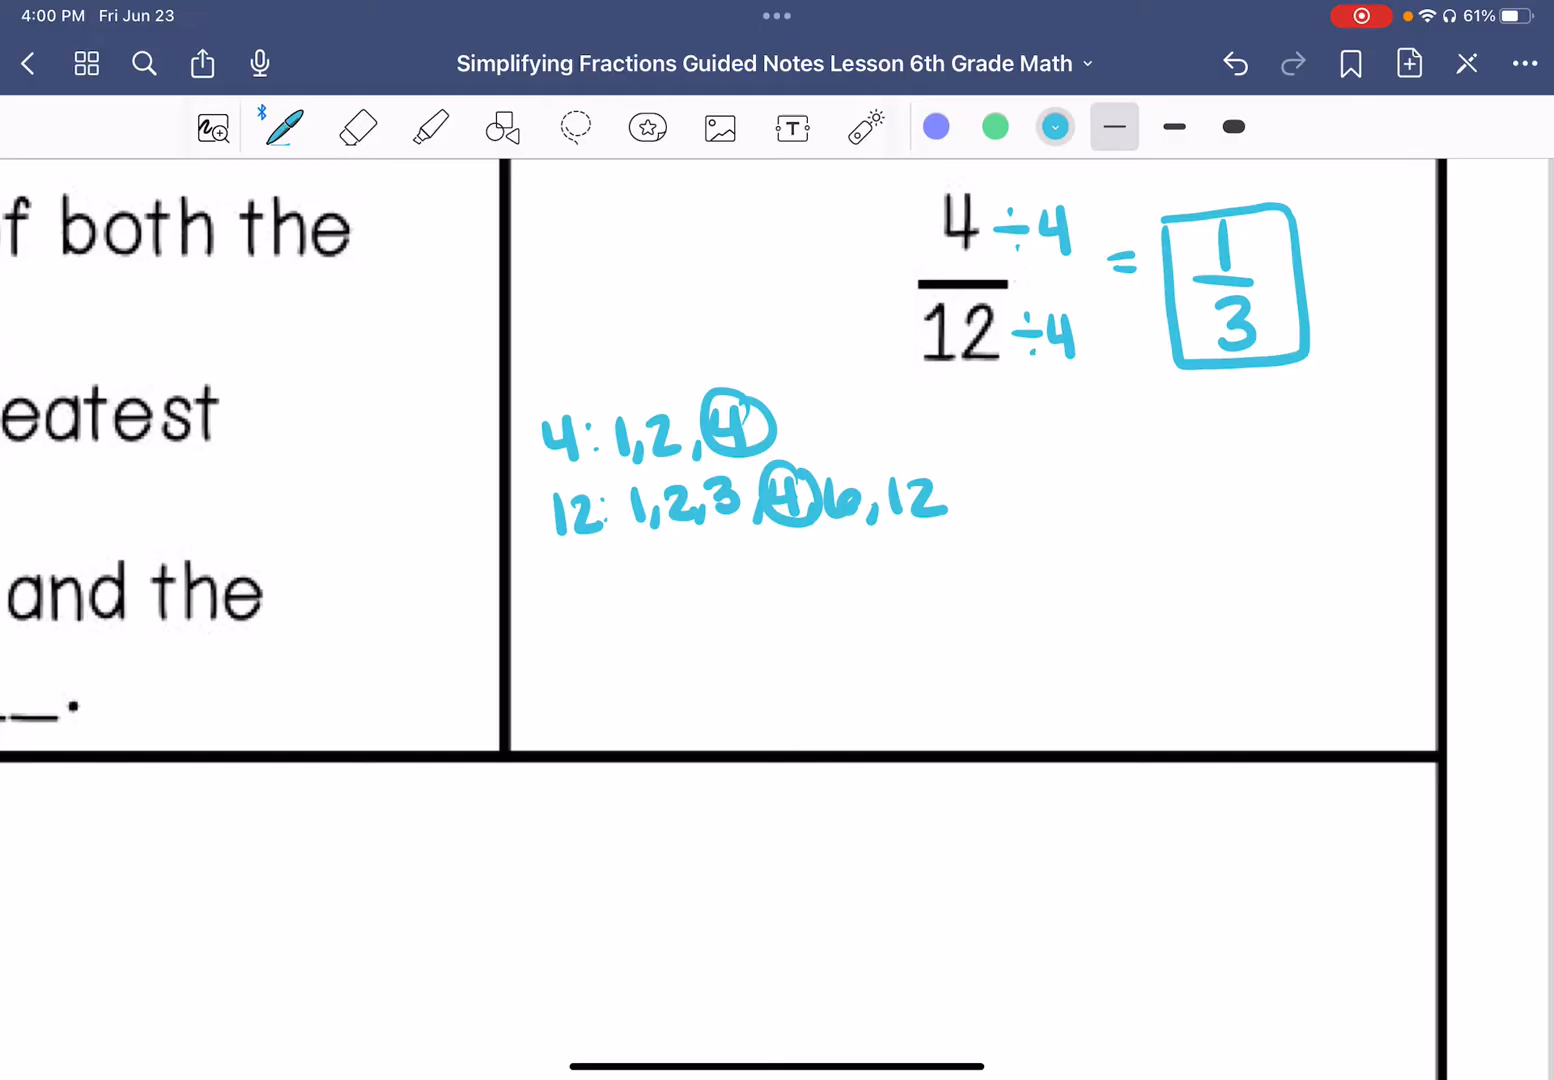 4:00 PM Fri Jun 23
61%
Simplifying Fractions Guided Notes Lesson 6th Grade Math
T
f both the
eatest
and the
__.
4 ÷4
12 ÷4
=
1
3
4: 1, 2, 4
12: 1, 2, 3, 4, 6, 12